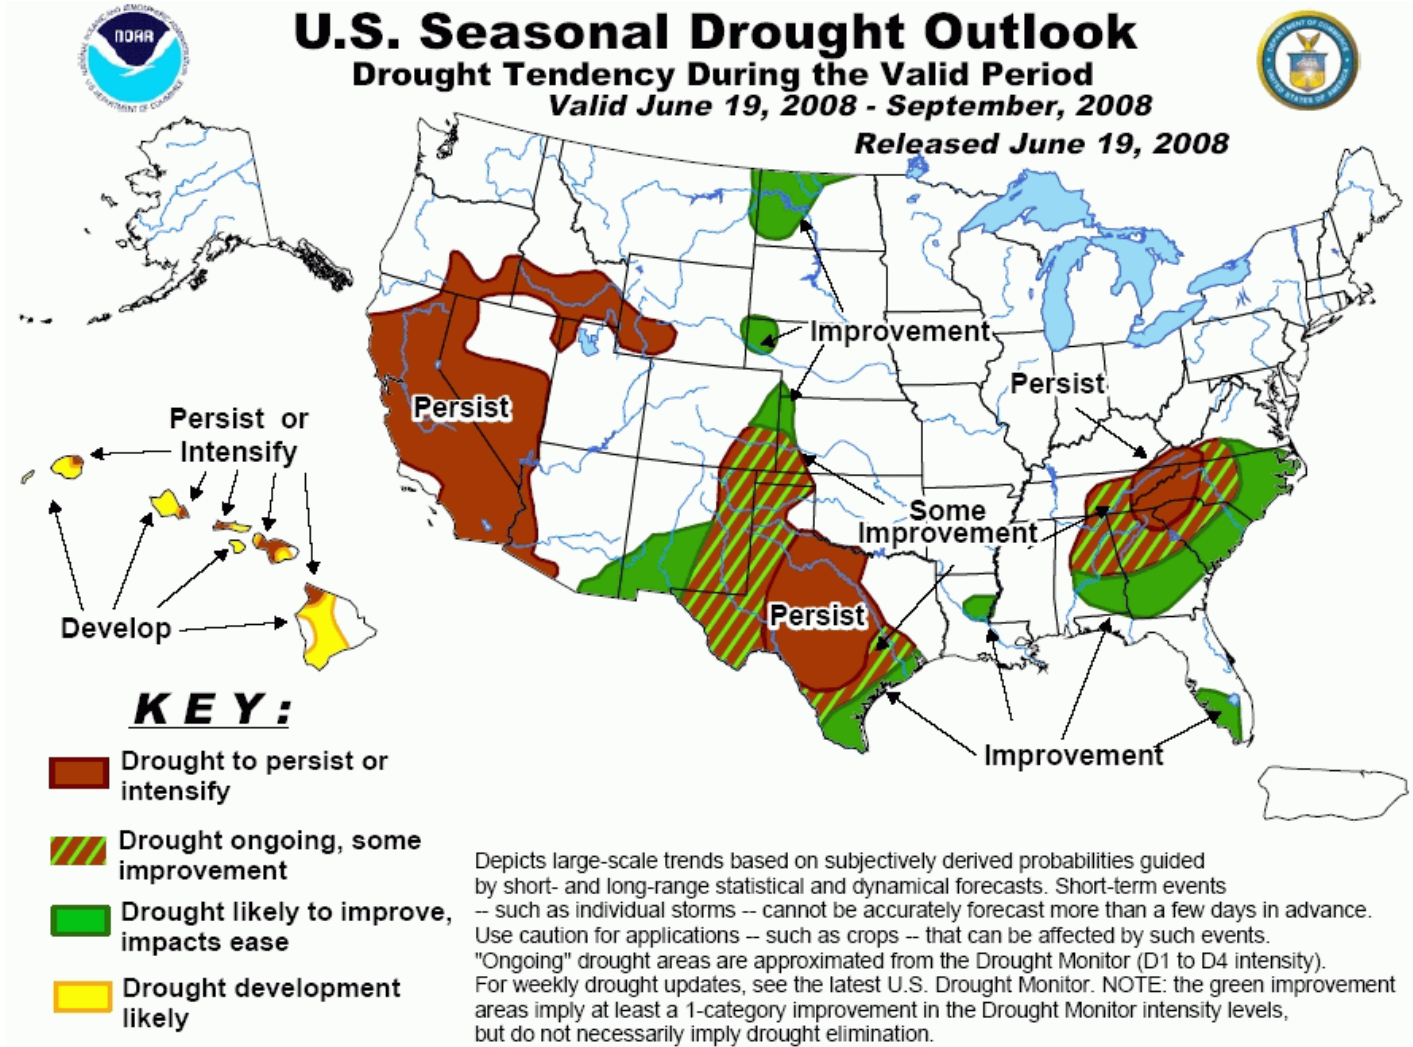 U.S. Seasonal Drought Outlook
Drought Tendency During the Valid Period
Valid June 19, 2008 - September, 2008
Released June 19, 2008
NOAA
DEPARTMENT OF COMMERCE
UNITED STATES OF AMERICA
Improvement
Persist
Persist
Persist or
Intensify
Some
Improvement
Persist
Develop
Improvement
KEY:
Drought to persist or
intensify
Drought ongoing, some
improvement
Drought likely to improve,
impacts ease
Drought development
likely
Depicts large-scale trends based on subjectively derived probabilities guided
by short- and long-range statistical and dynamical forecasts. Short-term events
-- such as individual storms -- cannot be accurately forecast more than a few days in advance.
Use caution for applications -- such as crops -- that can be affected by such events.
"Ongoing" drought areas are approximated from the Drought Monitor (D1 to D4 intensity).
For weekly drought updates, see the latest U.S. Drought Monitor. NOTE: the green improvement
areas imply at least a 1-category improvement in the Drought Monitor intensity levels,
but do not necessarily imply drought elimination.